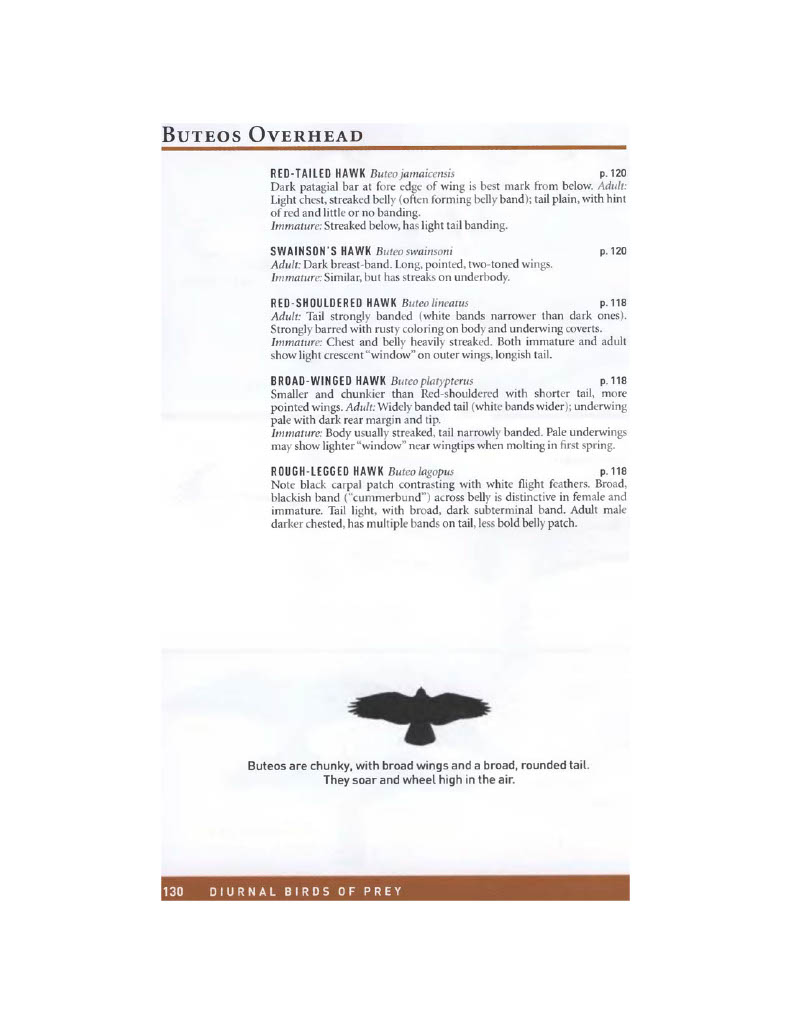 BUTEOS OVERHEAD
RED-TAILED HAWK Buteo jamaicensis p. 120
Dark patagial bar at fore edge of wing is best mark from below. Adult:
Light chest, streaked belly (often forming belly band); tail plain, with hint
of red and little or no banding.
Immature: Streaked below, has light tail banding.
SWAINSON'S HAWK Buteo swainsoni p. 120
Adult: Dark breast-band. Long, pointed, two-toned wings.
Immature: Similar, but has streaks on underbody.
RED-SHOULDERED HAWK Buteo lineatus p. 118
Adult: Tail strongly banded (white bands narrower than dark ones).
Strongly barred with rusty coloring on body and underwing coverts.
Immature: Chest and belly heavily streaked. Both immature and adult
show light crescent "window" on outer wings, longish tail.
BROAD-WINGED HAWK Buteo platypterus p. 118
Smaller and chunkier than Red-shouldered with shorter tail, more
pointed wings. Adult: Widely banded tail (white bands wider); underwing
pale with dark rear margin and tip.
Immature: Body usually streaked, tail narrowly banded. Pale underwings
may show lighter "window" near wingtips when molting in first spring.
ROUGH-LEGGED HAWK Buteo lagopus p. 118
Note black carpal patch contrasting with white flight feathers. Broad,
blackish band ("cummerbund") across belly is distinctive in female and
immature. Tail light, with broad, dark subterminal band. Adult male
darker chested, has multiple bands on tail, less bold belly patch.
Buteos are chunky, with broad wings and a broad, rounded tail.
They soar and wheel high in the air.
130 DIURNAL BIRDS OF PREY